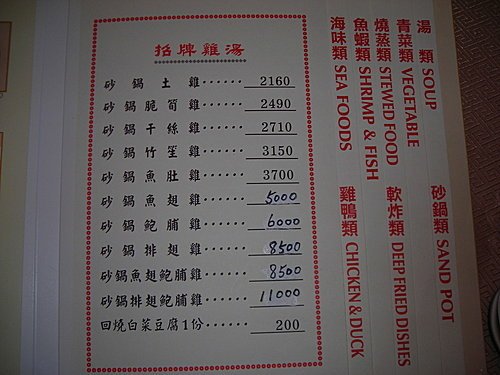 招牌雞湯
砂鍋土雞······ 2160
砂鍋脆筍雞······ 2490
砂鍋干絲雞······ 2710
砂鍋竹笙雞······ 3150
砂鍋魚肚雞······ 3700
砂鍋魚翅雞······ 5000
砂鍋鮑脯雞······ 6000
砂鍋排翅雞······ 8500
砂鍋魚翅鮑脯雞······ 8500
砂鍋排翅鮑脯雞······ 11000
回燒白菜豆腐1份······ 200
湯類 SOUP
青菜類 VEGETABLE
燒蒸類 STEWED FOOD
魚蝦類 SHRIMP & FISH
海味類 SEA FOODS
砂鍋類 SAND POT
軟炸類 DEEP FRIED DISHES
雞鴨類 CHICKEN & DUCK